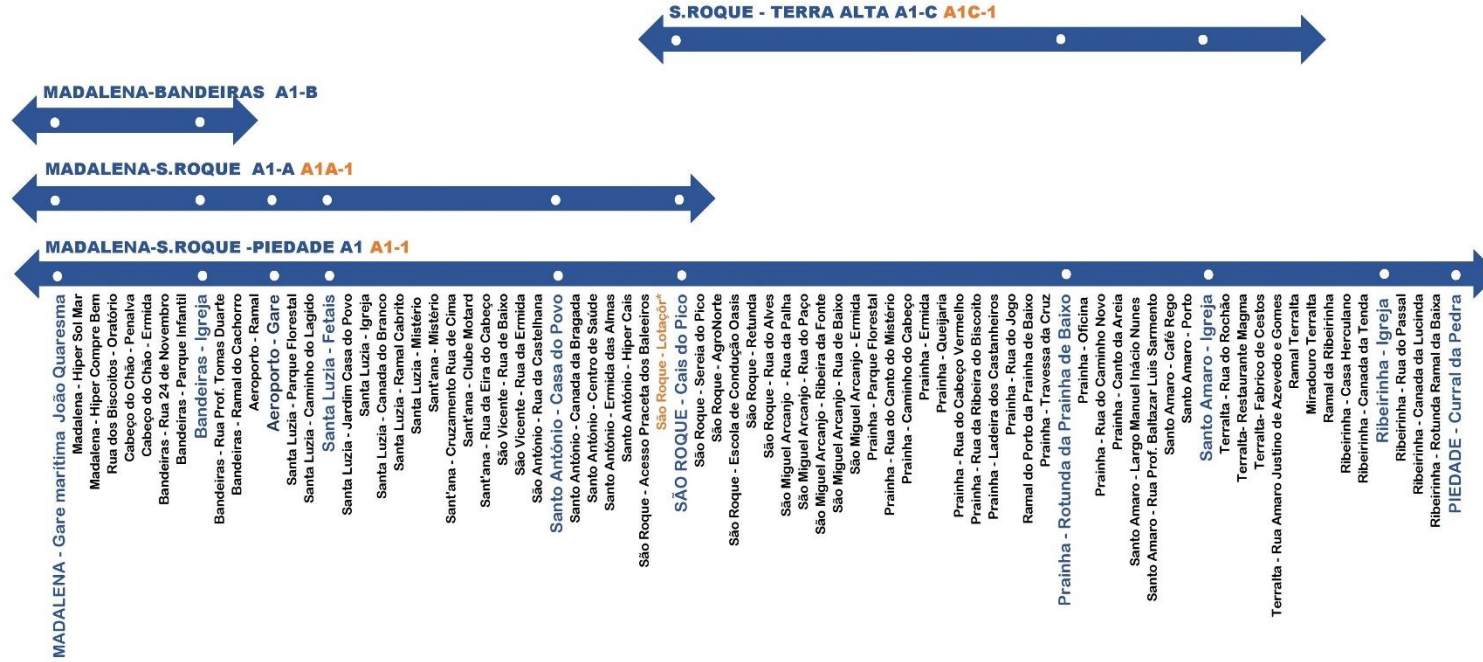 S.ROQUE - TERRA ALTA A1-C A1C-1
MADALENA-BANDEIRAS A1-B
MADALENA-S.ROQUE A1-A A1A-1
MADALENA-S.ROQUE -PIEDADE A1 A1-1
MADALENA - Gare marítima João Quaresma
Madalena - Hiper Sol Mar
Madalena - Hiper Compre Bem
Rua dos Biscoitos - Oratório
Cabeço do Chão - Penalva
Cabeço do Chão - Ermida
Bandeiras - Rua 24 de Novembro
Bandeiras - Parque Infantil
Bandeiras - Igreja
Bandeiras - Rua Prof. Tomas Duarte
Bandeiras - Ramal do Cachorro
Aeroporto - Ramal
Aeroporto - Gare
Santa Luzia - Parque Florestal
Santa Luzia - Caminho do Lagido
Santa Luzia - Fetais
Santa Luzia - Jardim Casa do Povo
Santa Luzia - Igreja
Santa Luzia - Canada do Branco
Santa Luzia - Ramal Cabrito
Santa Luzia - Mistério
Sant'ana - Mistério
Sant'ana - Cruzamento Rua de Cima
Sant'ana - Clube Motard
Sant'ana - Rua da Eira do Cabeço
São Vicente - Rua de Baixo
São Vicente - Rua da Ermida
São António - Rua da Castelhana
Santo António - Casa do Povo
Santo António - Canada da Bragada
Santo António - Centro de Saúde
Santo António - Ermida das Almas
Santo António - Hiper Cais
São Roque - Acesso Praceta dos Baleeiros
São Roque - Lotaçor*
SÃO ROQUE - Cais do Pico
São Roque - Sereia do Pico
São Roque - AgroNorte
São Roque - Escola de Condução Oasis
São Roque - Retunda
São Roque - Rua do Alves
São Miguel Arcanjo - Rua da Palha
São Miguel Arcanjo - Rua do Paço
São Miguel Arcanjo - Ribeira da Fonte
São Miguel Arcanjo - Rua de Baixo
São Miguel Arcanjo - Ermida
Prainha - Parque Florestal
Prainha - Rua do Canto do Mistério
Prainha - Caminho do Cabeço
Prainha - Ermida
Prainha - Queijaria
Prainha - Rua do Cabeço Vermelho
Prainha - Rua da Ribeira do Biscoito
Prainha - Ladeira dos Castanheiros
Prainha - Rua do Jogo
Ramal do Porto da Prainha de Baixo
Prainha - Travessa da Cruz
Prainha - Rotunda da Prainha de Baixo
Prainha - Oficina
Prainha - Rua do Caminho Novo
Prainha - Canto da Areia
Santo Amaro - Largo Manuel Inácio Nunes
Santo Amaro - Rua Prof. Baltazar Luis Sarmento
Santo Amaro - Café Rego
Santo Amaro - Porto
Santo Amaro - Igreja
Terralta - Rua do Rochão
Terralta- Restaurante Magma
Terralta- Fabrico de Cestos
Terralta - Rua Amaro Justino de Azevedo e Gomes
Ramal Terralta
Miradouro Terralta
Ramal da Ribeirinha
Ribeirinha - Casa Herculano
Ribeirinha - Canada da Tenda
Ribeirinha - Igreja
Ribeirinha - Rua do Passal
Ribeirinha - Canada da Lucinda
Ribeirinha - Rotunda Ramal da Baixa
PIEDADE - Curral da Pedra